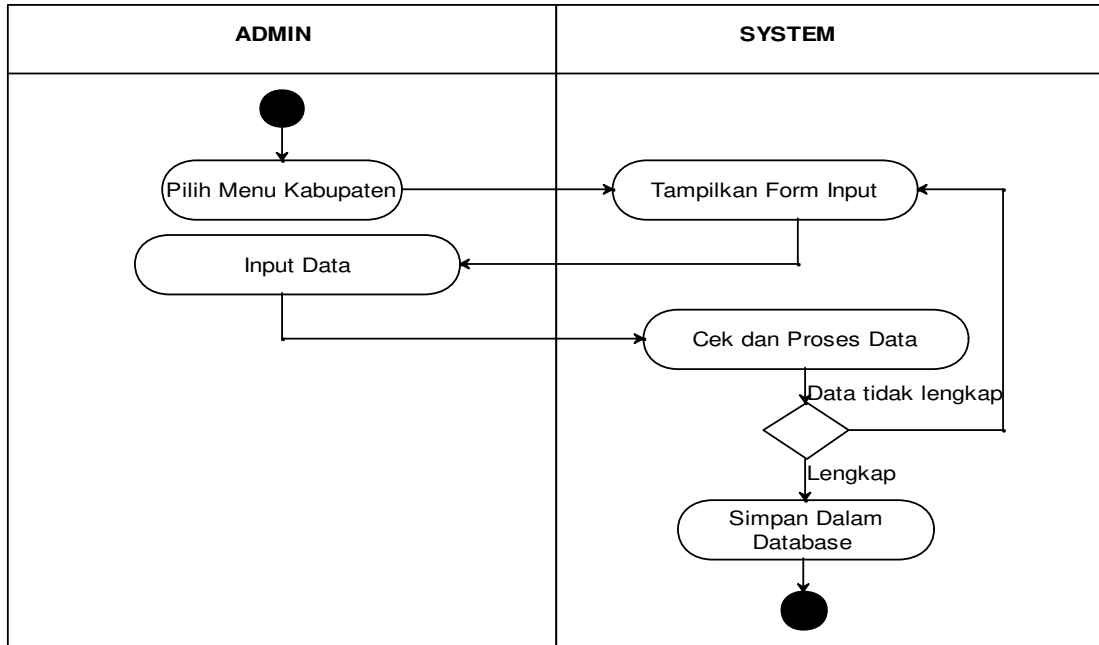 ADMIN
SYSTEM
Pilih Menu Kabupaten
Tampilkan Form Input
Input Data
Cek dan Proses Data
Data tidak lengkap
Lengkap
Simpan Dalam
Database